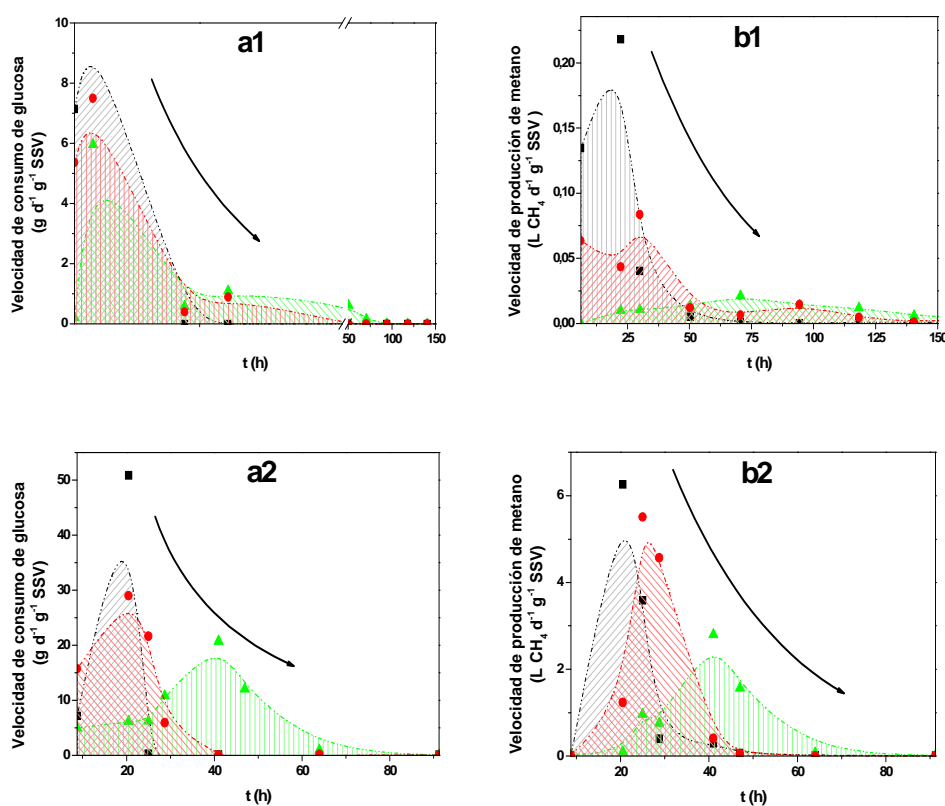 a1
Velocidad de consumo de glucosa
(g d⁻¹ g⁻¹ SSV)
10
8
6
4
2
0
50 100 150
t (h)
b1
Velocidad de producción de metano
(L CH₄ d⁻¹ g⁻¹ SSV)
0,20
0,15
0,10
0,05
0,00
25 50 75 100 125 150
t (h)
a2
Velocidad de consumo de glucosa
(g d⁻¹ g⁻¹ SSV)
50
40
30
20
10
0
20 40 60 80
t (h)
b2
Velocidad de producción de metano
(L CH₄ d⁻¹ g⁻¹ SSV)
6
4
2
0
20 40 60 80
t (h)